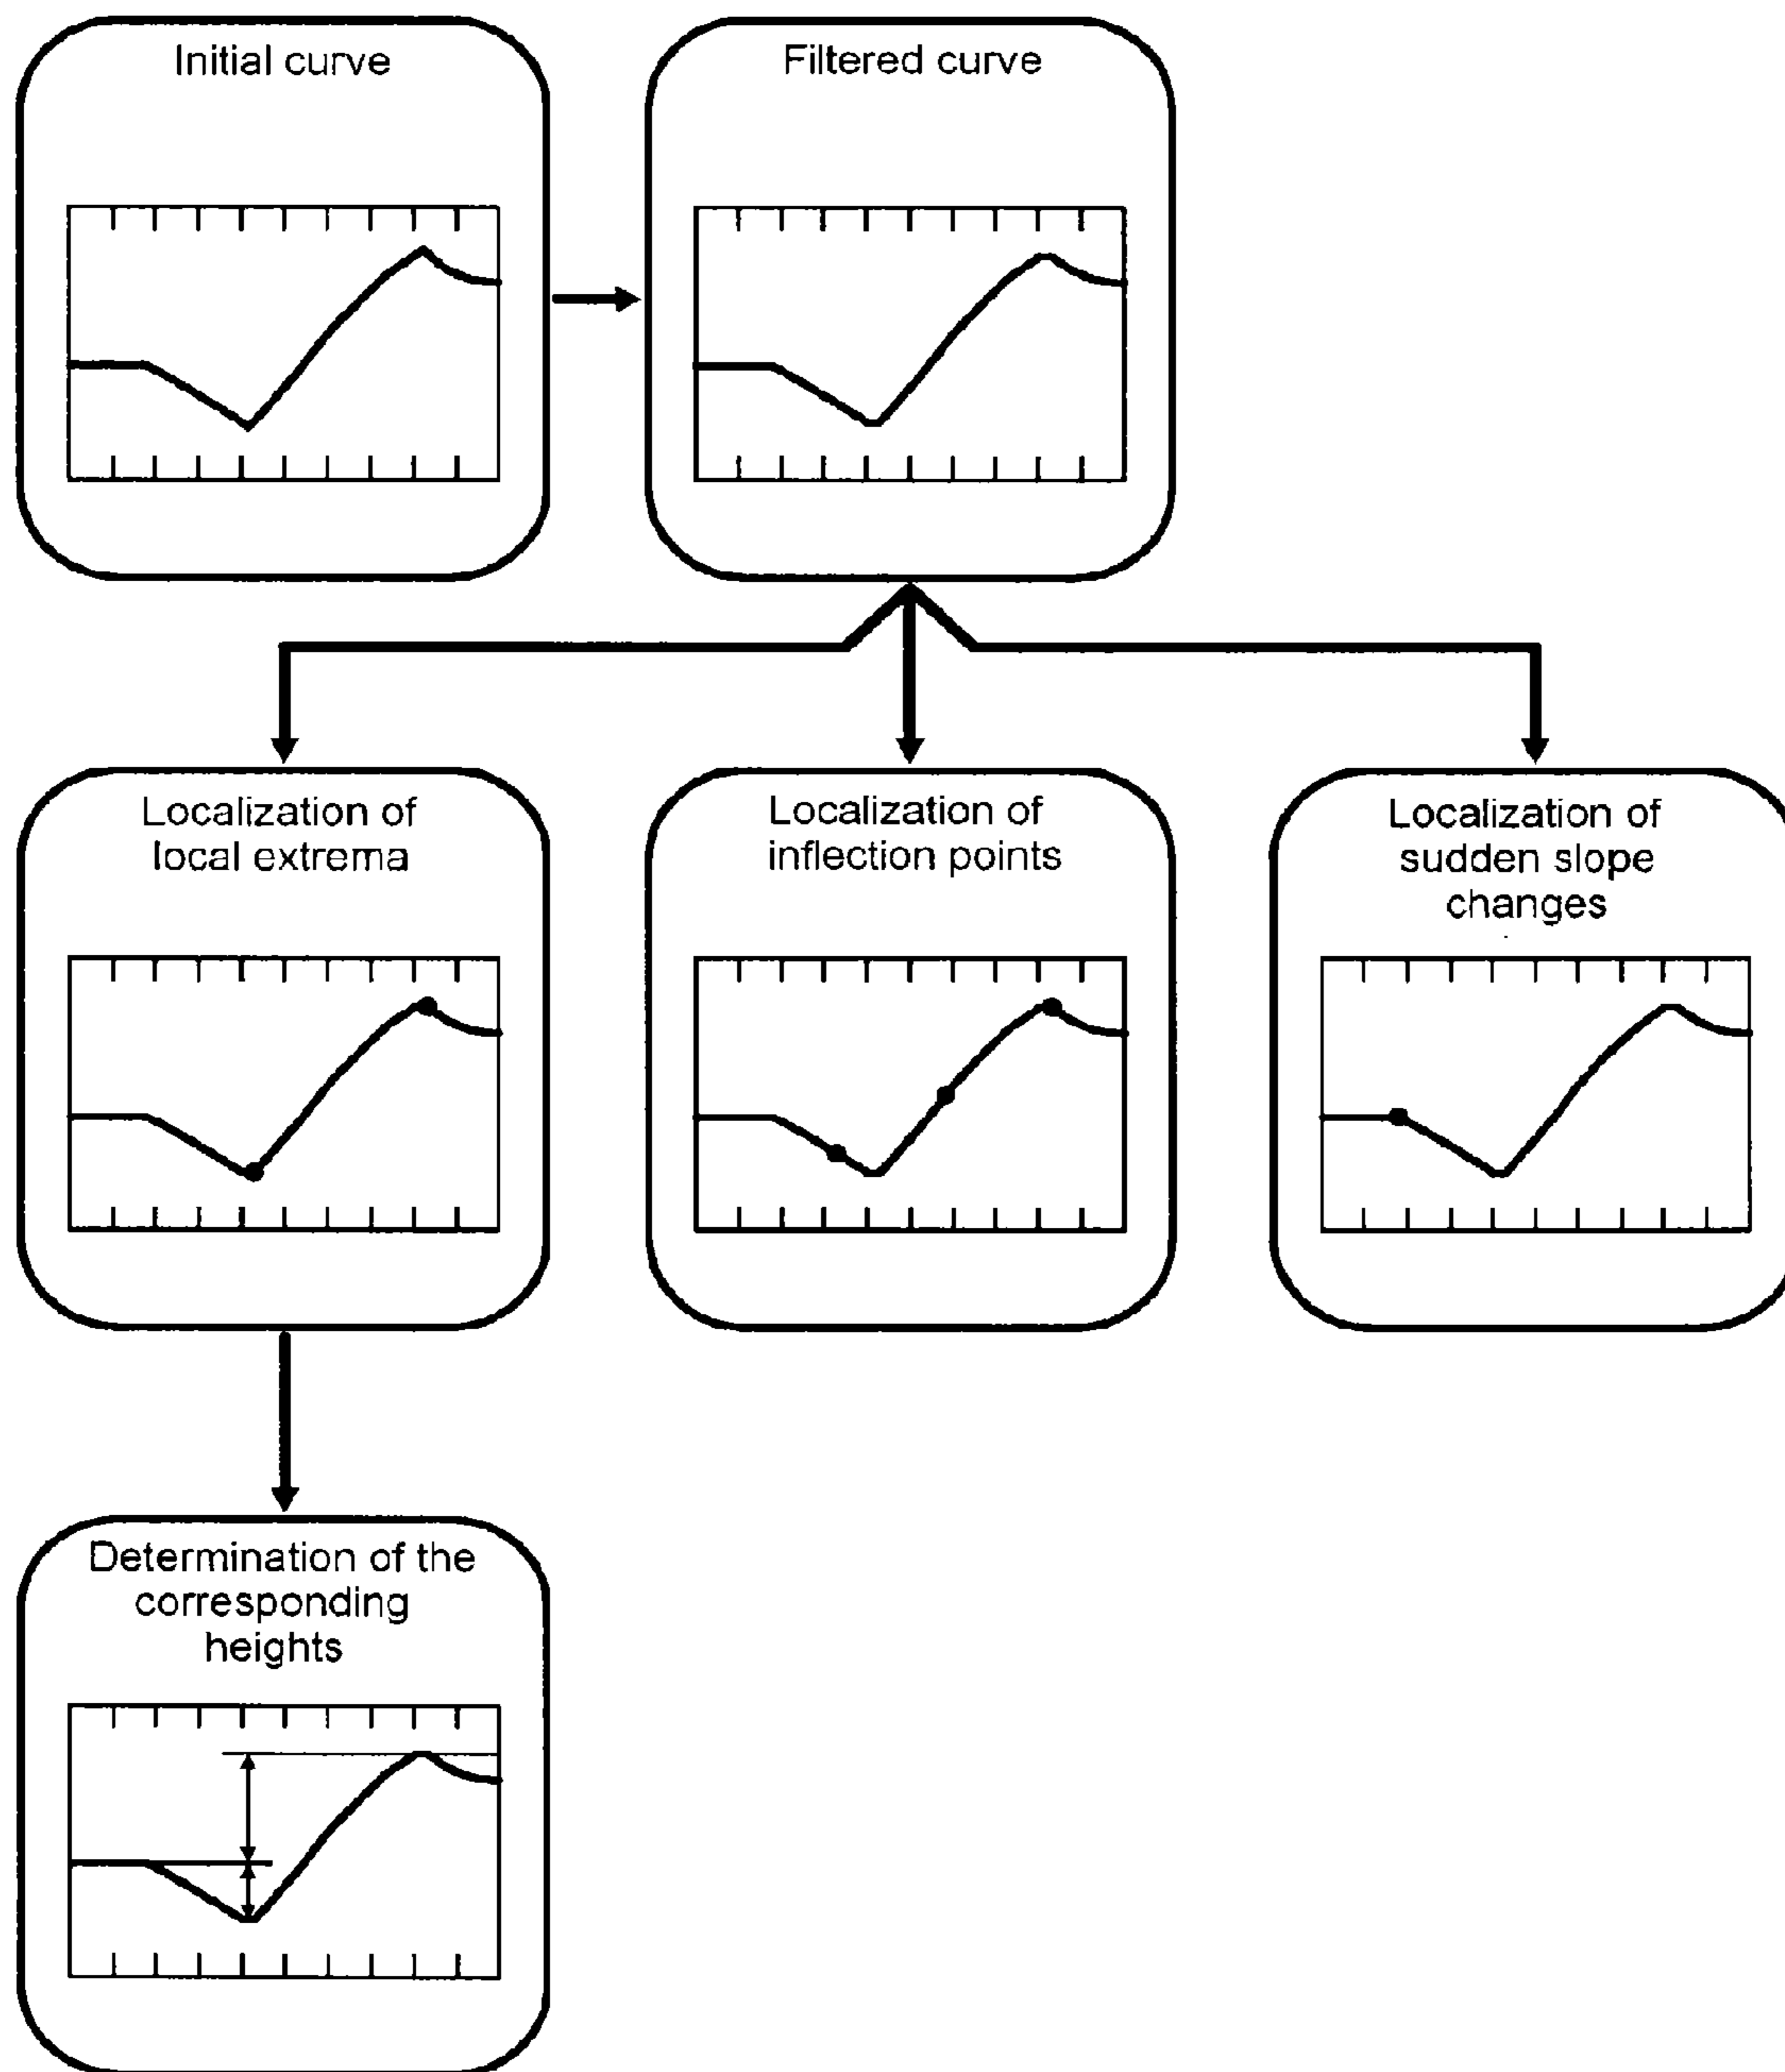 Initial curve
Filtered curve
Localization of
local extrema
Localization of
inflection points
Localization of
sudden slope
changes
Determination of the
corresponding
heights